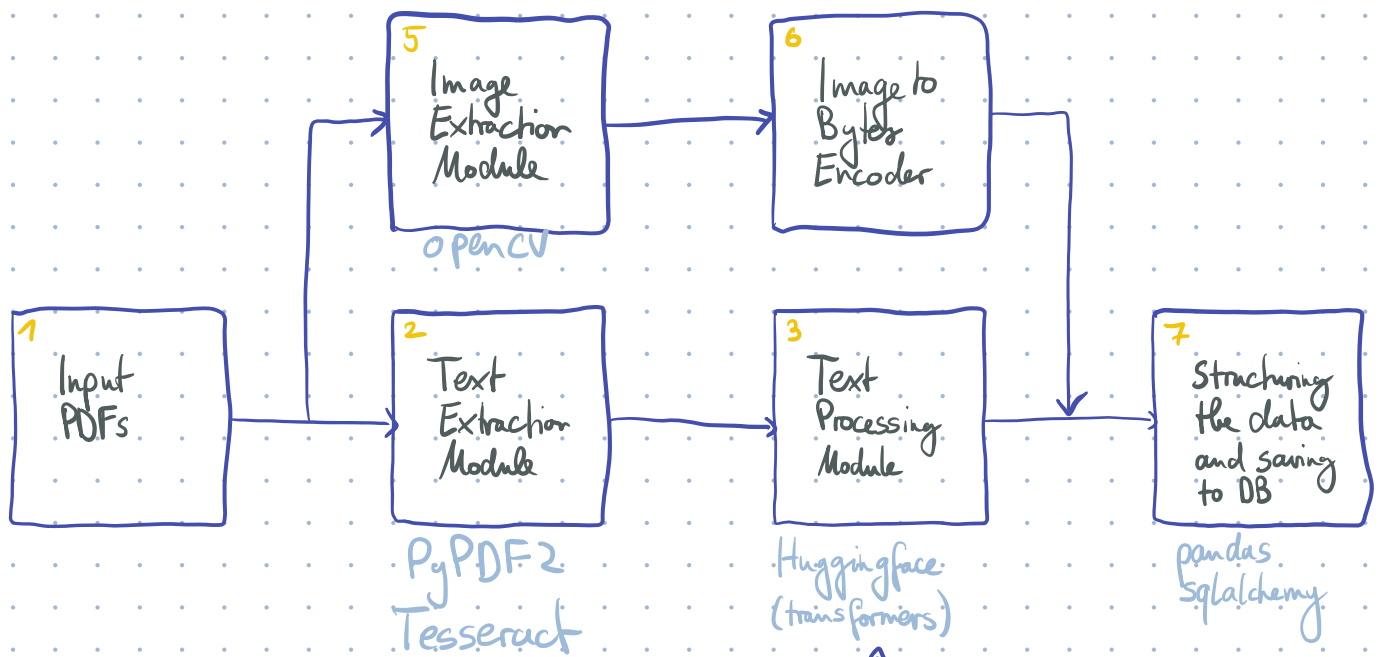 5
Image
Extraction
Module
opencv
6
Image to
Bytes
Encoder
1
Input
PDFs
2
Text
Extraction
Module
PyPDF2
Tesseract
3
Text
Processing
Module
Huggingface
(transformers)
7
Structuring
the data
and saving
to DB
pandas
sqlalchemy